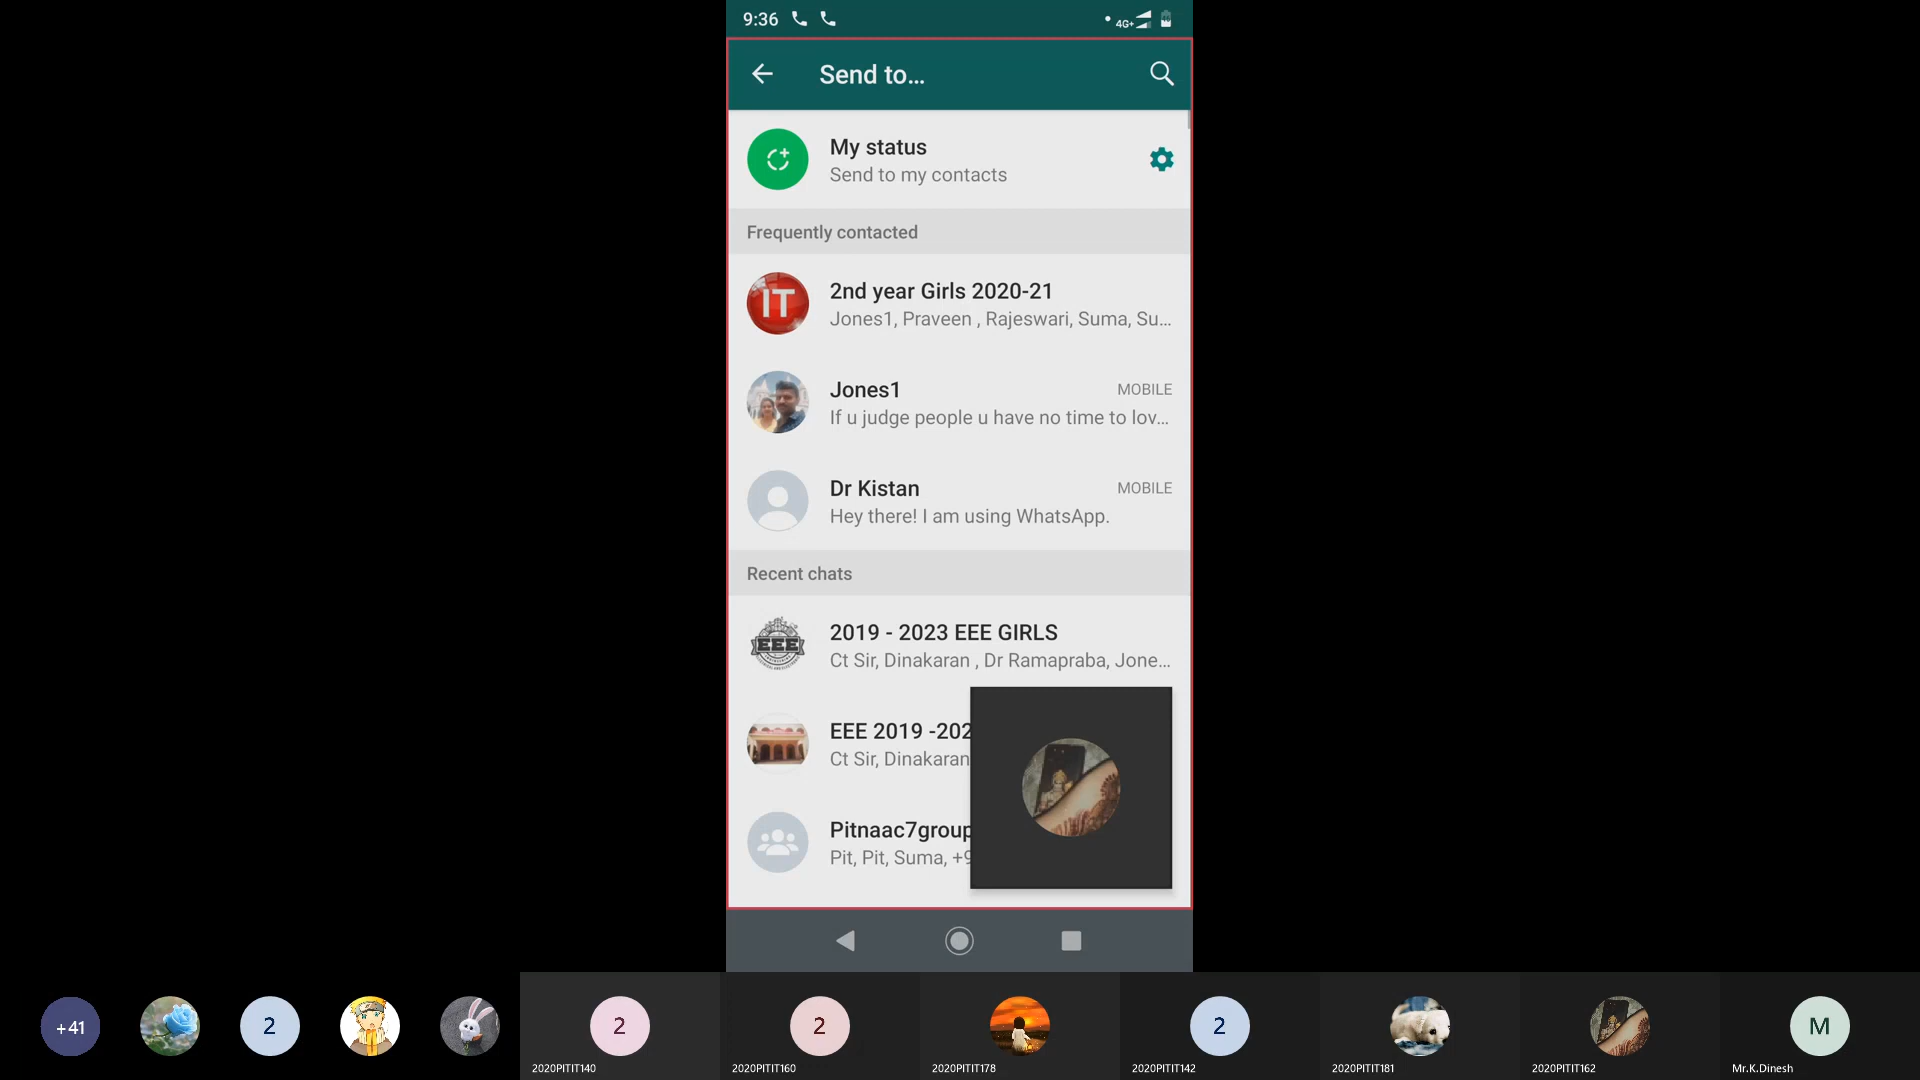 9:36
4G+
Send to...
My status
Send to my contacts
Frequently contacted
IT
2nd year Girls 2020-21
Jones1, Praveen , Rajeswari, Suma, Su...
Jones1
MOBILE
If u judge people u have no time to lov...
Dr Kistan
MOBILE
Hey there! I am using WhatsApp.
Recent chats
EEE
2019 - 2023 EEE GIRLS
Ct Sir, Dinakaran , Dr Ramapraba, Jone...
EEE 2019 -202
Ct Sir, Dinakaran
Pitnaac7group
Pit, Pit, Suma, +9
+41
2
2
2
2
M
2020PITIT140
2020PITIT160
2020PITIT178
2020PITIT142
2020PITIT181
2020PITIT162
Mr.K.Dinesh